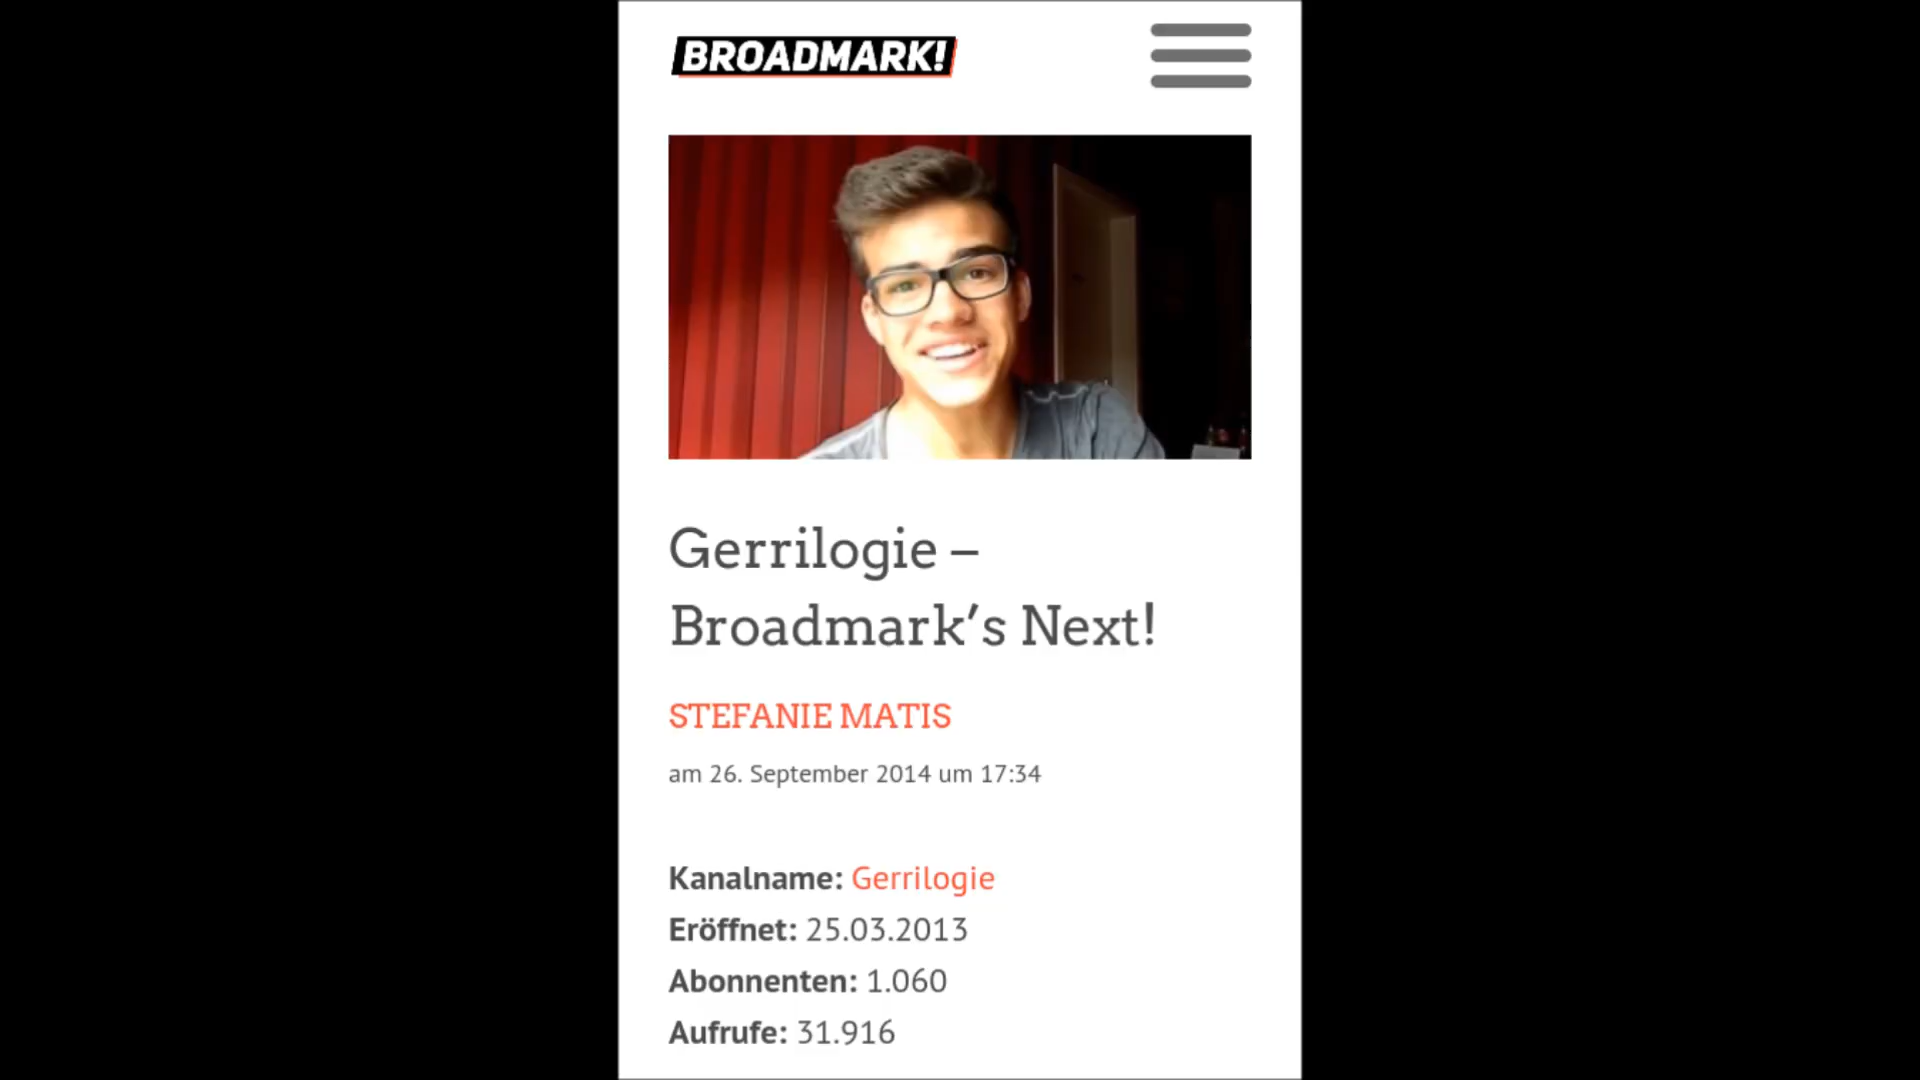 BROADMARK!
Gerrilogie –
Broadmark’s Next!
STEFANIE MATIS
am 26. September 2014 um 17:34
Kanalname: Gerrilogie
Eröffnet: 25.03.2013
Abonnenten: 1.060
Aufrufe: 31.916